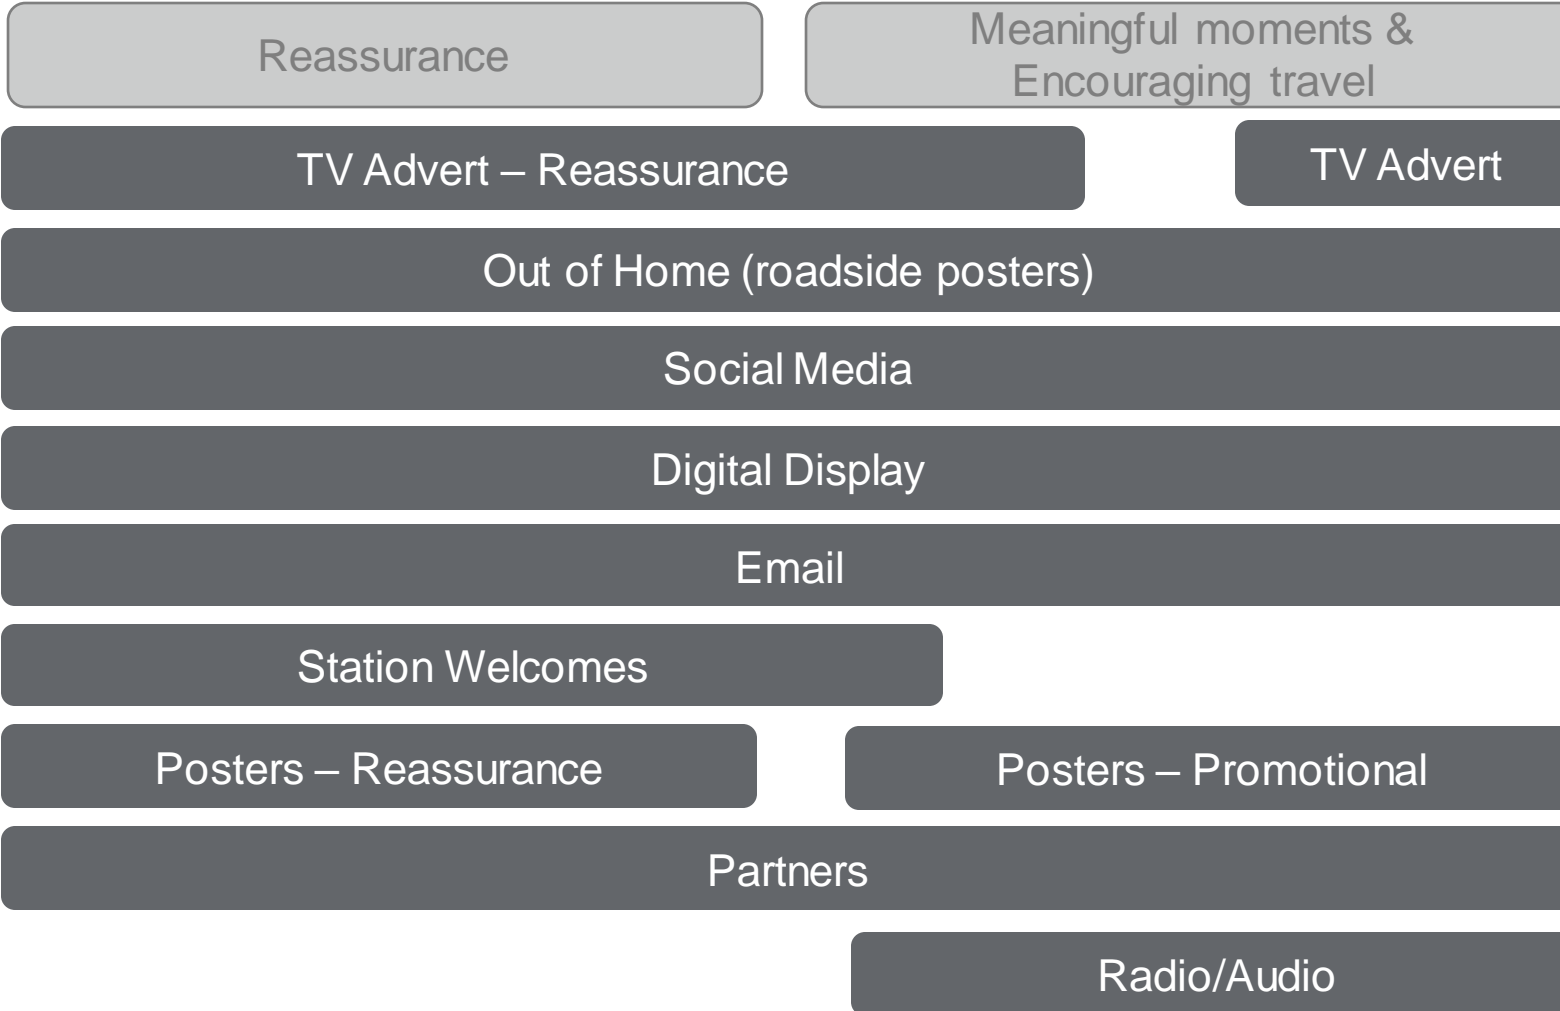 Reassurance
Meaningful moments &
Encouraging travel
TV Advert – Reassurance
TV Advert
Out of Home (roadside posters)
Social Media
Digital Display
Email
Station Welcomes
Posters – Reassurance
Posters – Promotional
Partners
Radio/Audio